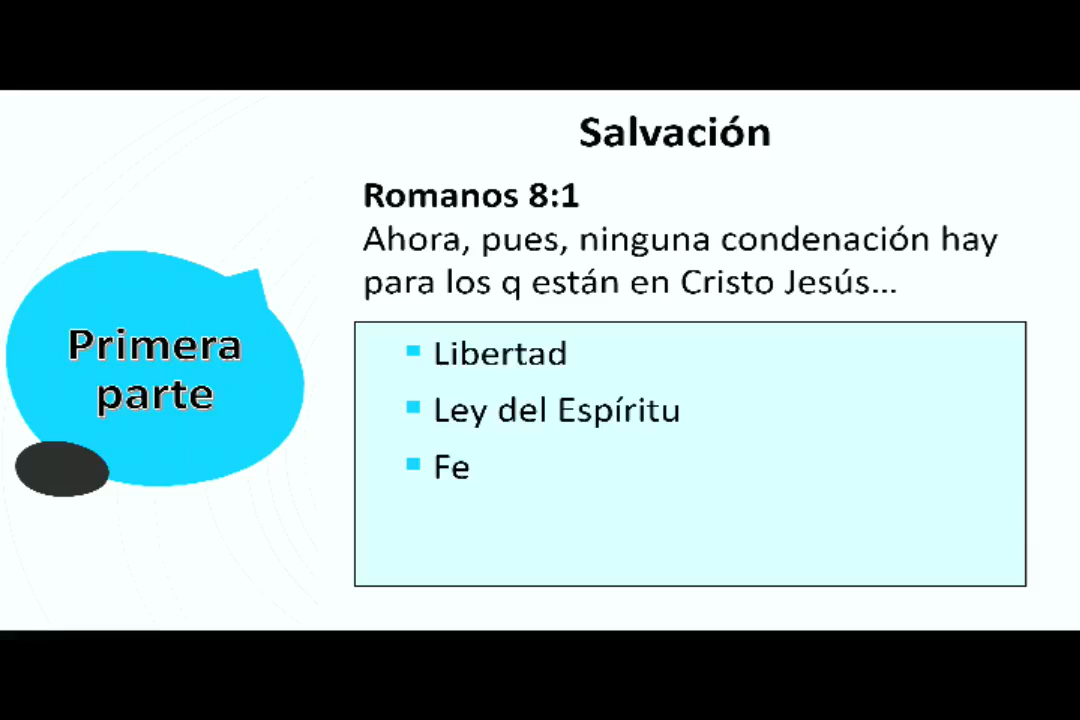 Salvación
Romanos 8:1
Ahora, pues, ninguna condenación hay
para los q están en Cristo Jesús...
Primera
parte
Libertad
Ley del Espíritu
Fe